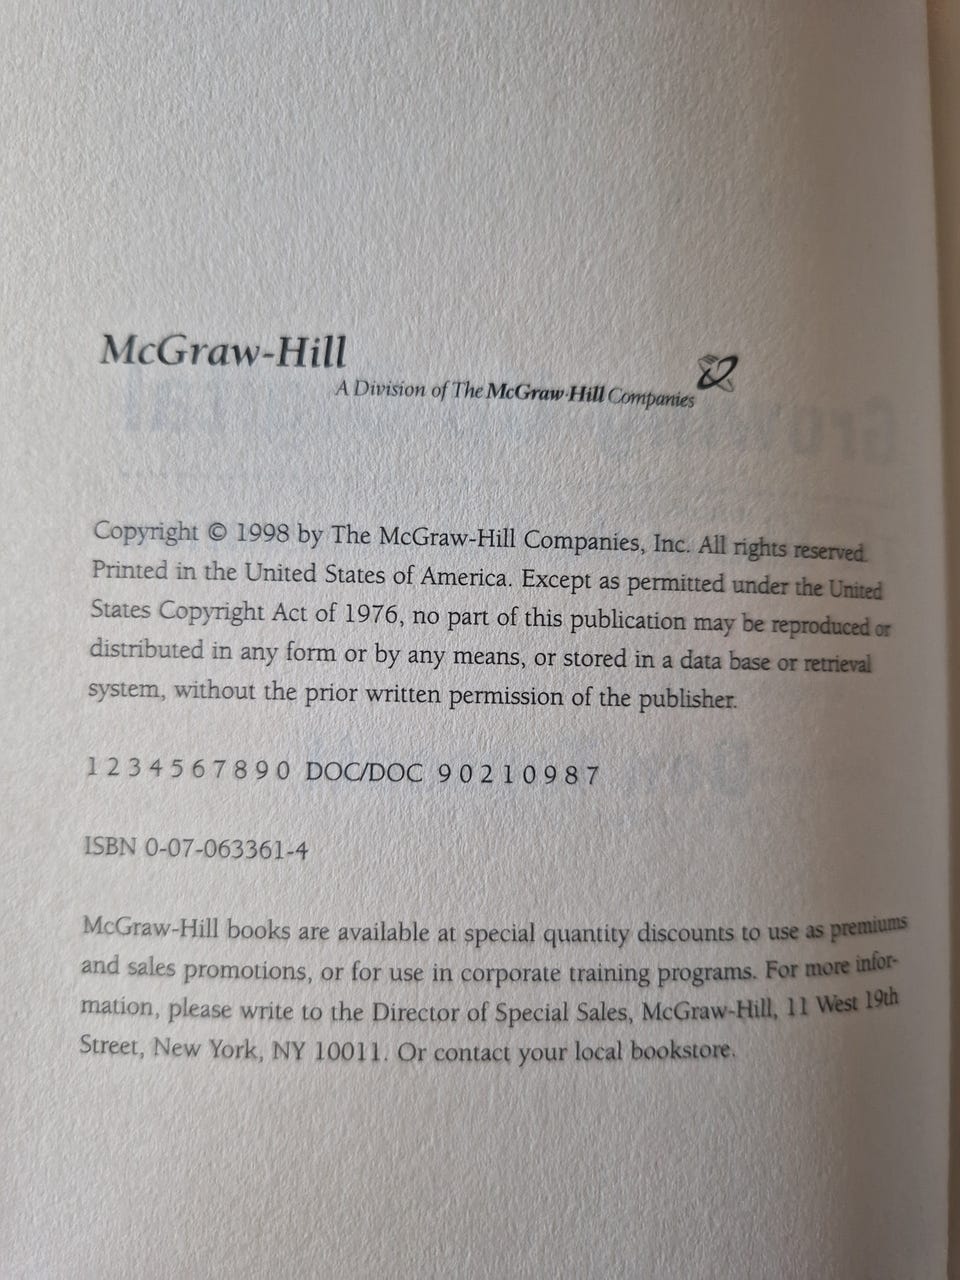 McGraw-Hill
A Division of The McGraw-Hill Companies
Copyright © 1998 by The McGraw-Hill Companies, Inc. All rights reserved.
Printed in the United States of America. Except as permitted under the United
States Copyright Act of 1976, no part of this publication may be reproduced or
distributed in any form or by any means, or stored in a data base or retrieval
system, without the prior written permission of the publisher.
1 2 3 4 5 6 7 8 9 0 DOC/DOC 9 0 2 1 0 9 8 7
ISBN 0-07-063361-4
McGraw-Hill books are available at special quantity discounts to use as premiums
and sales promotions, or for use in corporate training programs. For more infor-
mation, please write to the Director of Special Sales, McGraw-Hill, 11 West 19th
Street, New York, NY 10011. Or contact your local bookstore.